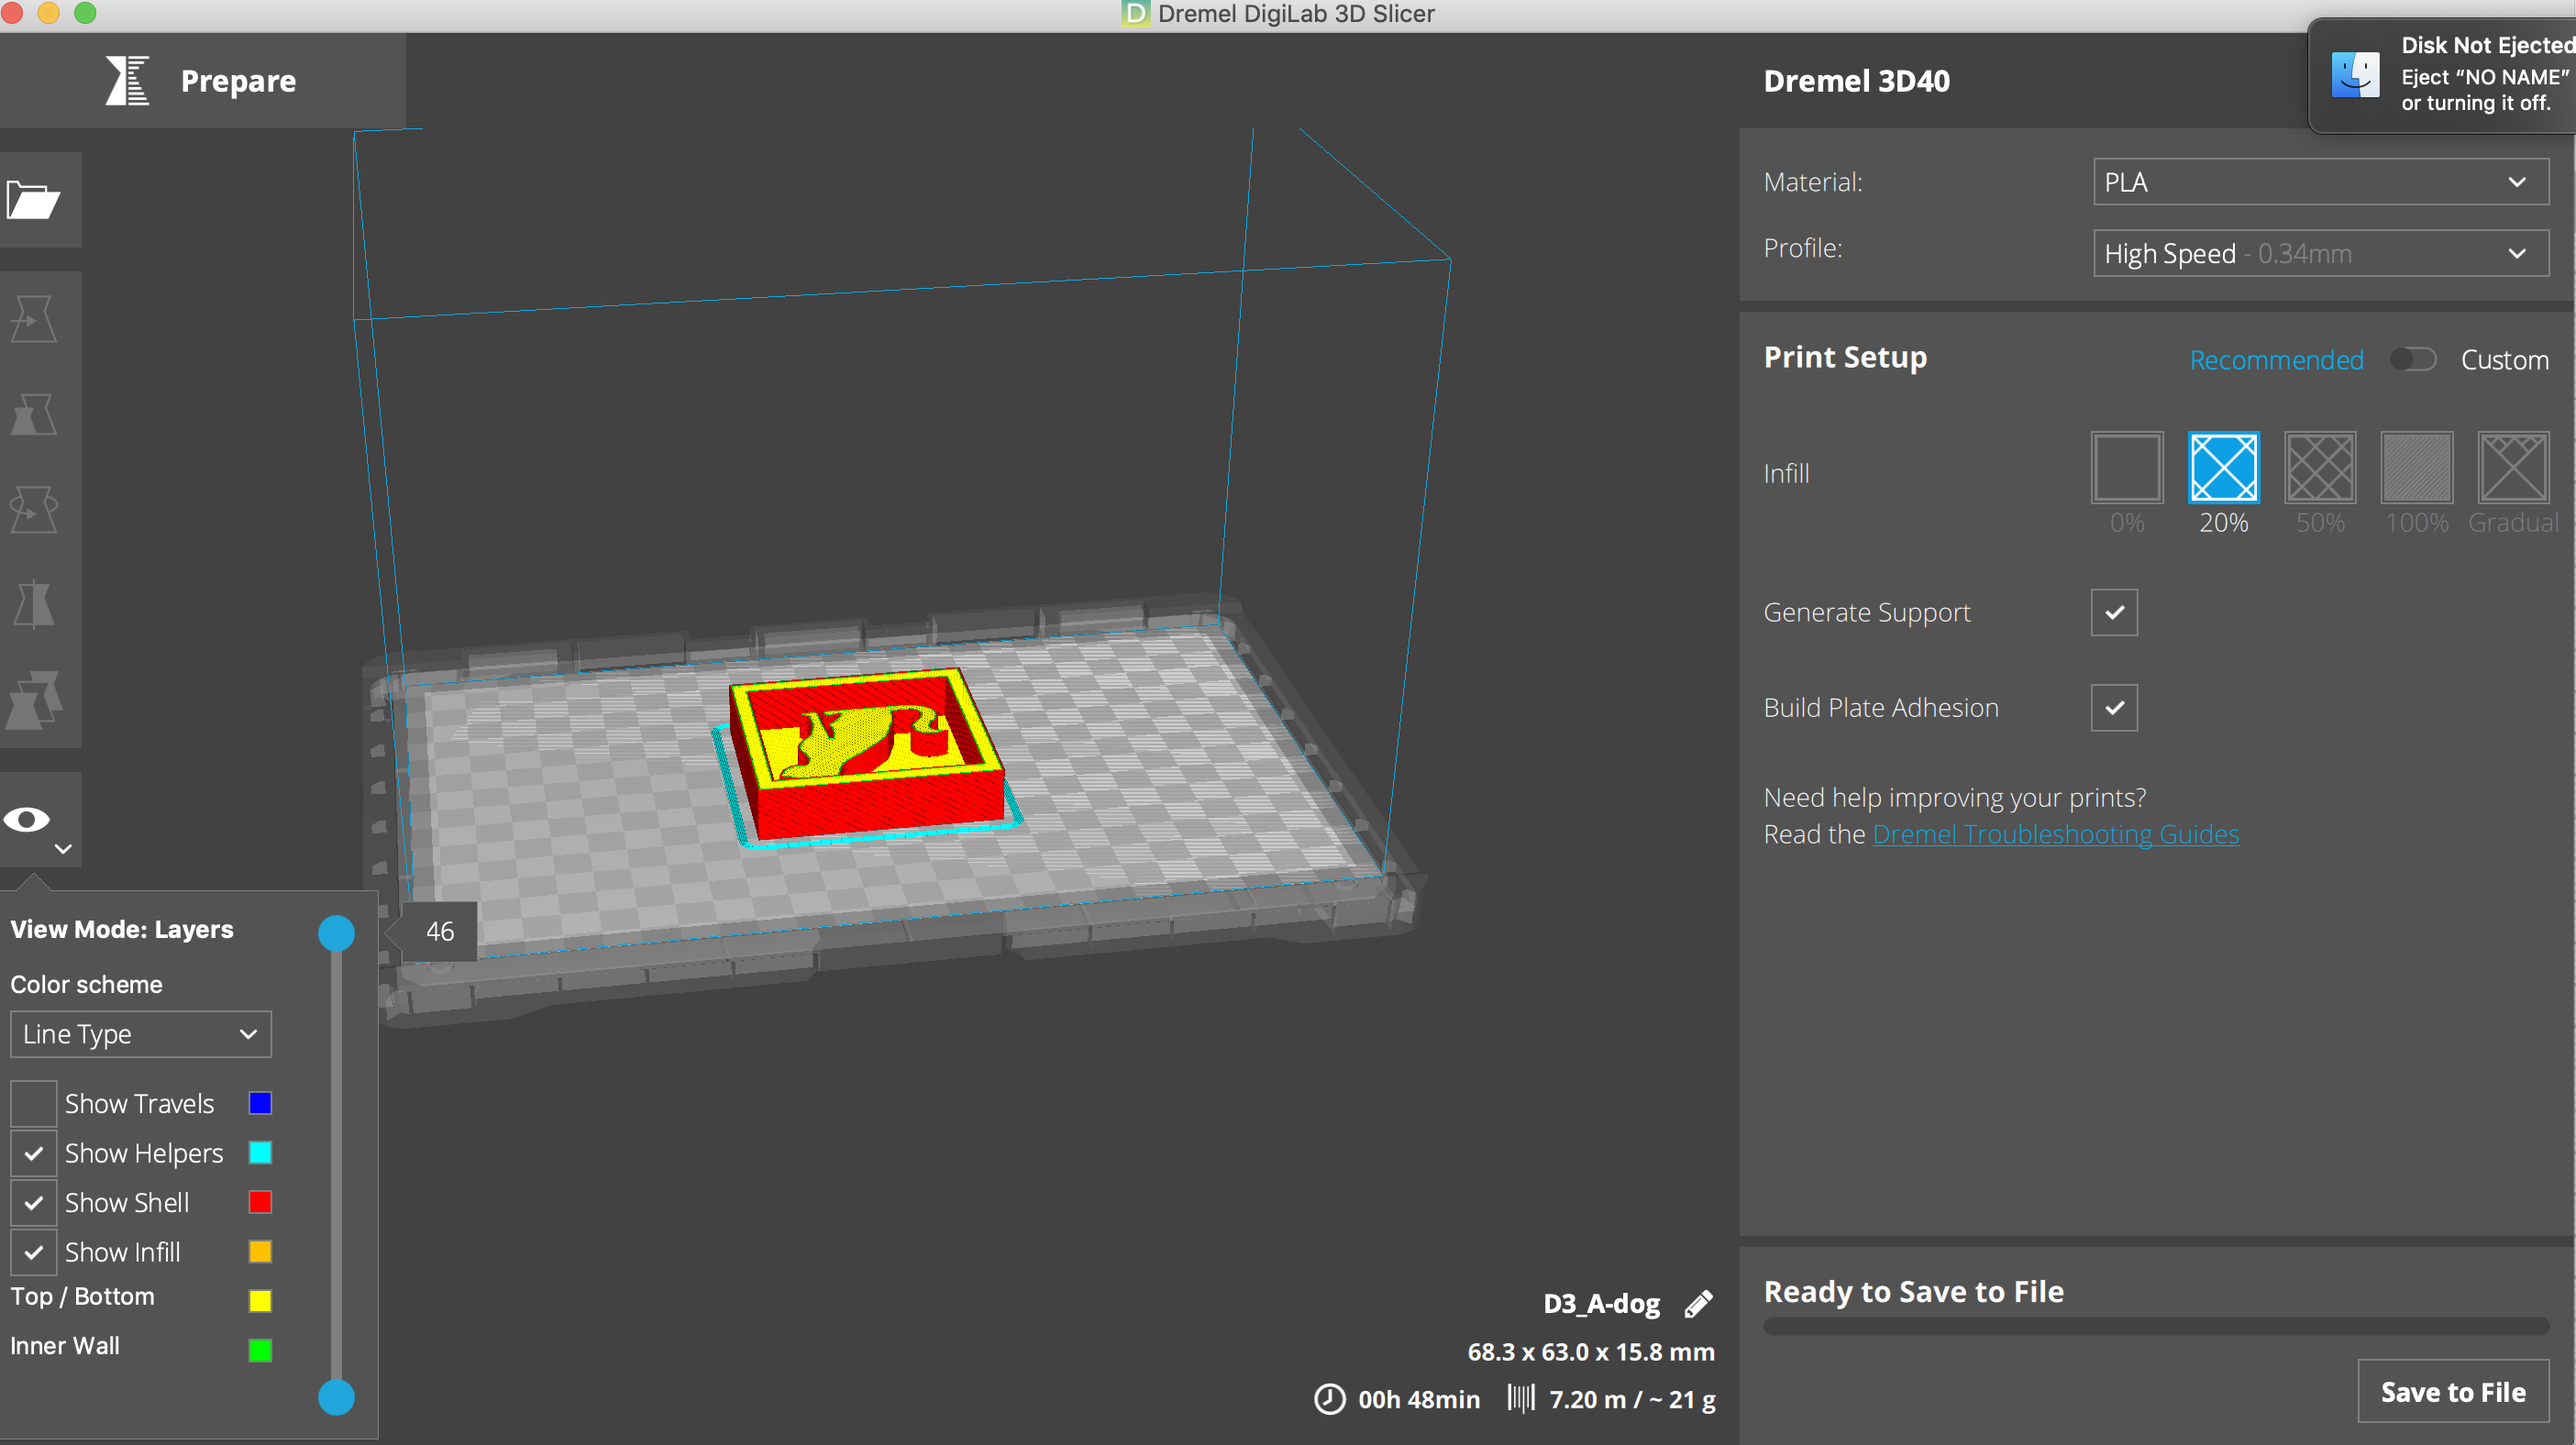 D Dremel DigiLab 3D Slicer
Disk Not Ejected
Eject “NO NAME”
or turning it off.
Prepare
Dremel 3D40
Material:
PLA
Profile:
High Speed - 0.34mm
Print Setup
Recommended
Custom
Infill
0%
20%
50%
100%
Gradual
Generate Support
Build Plate Adhesion
Need help improving your prints?
Read the Dremel Troubleshooting Guides
View Mode: Layers
46
Color scheme
Line Type
Show Travels
Show Helpers
Show Shell
Show Infill
Top / Bottom
Inner Wall
D3_A-dog
68.3 x 63.0 x 15.8 mm
00h 48min
7.20 m / ~ 21 g
Ready to Save to File
Save to File